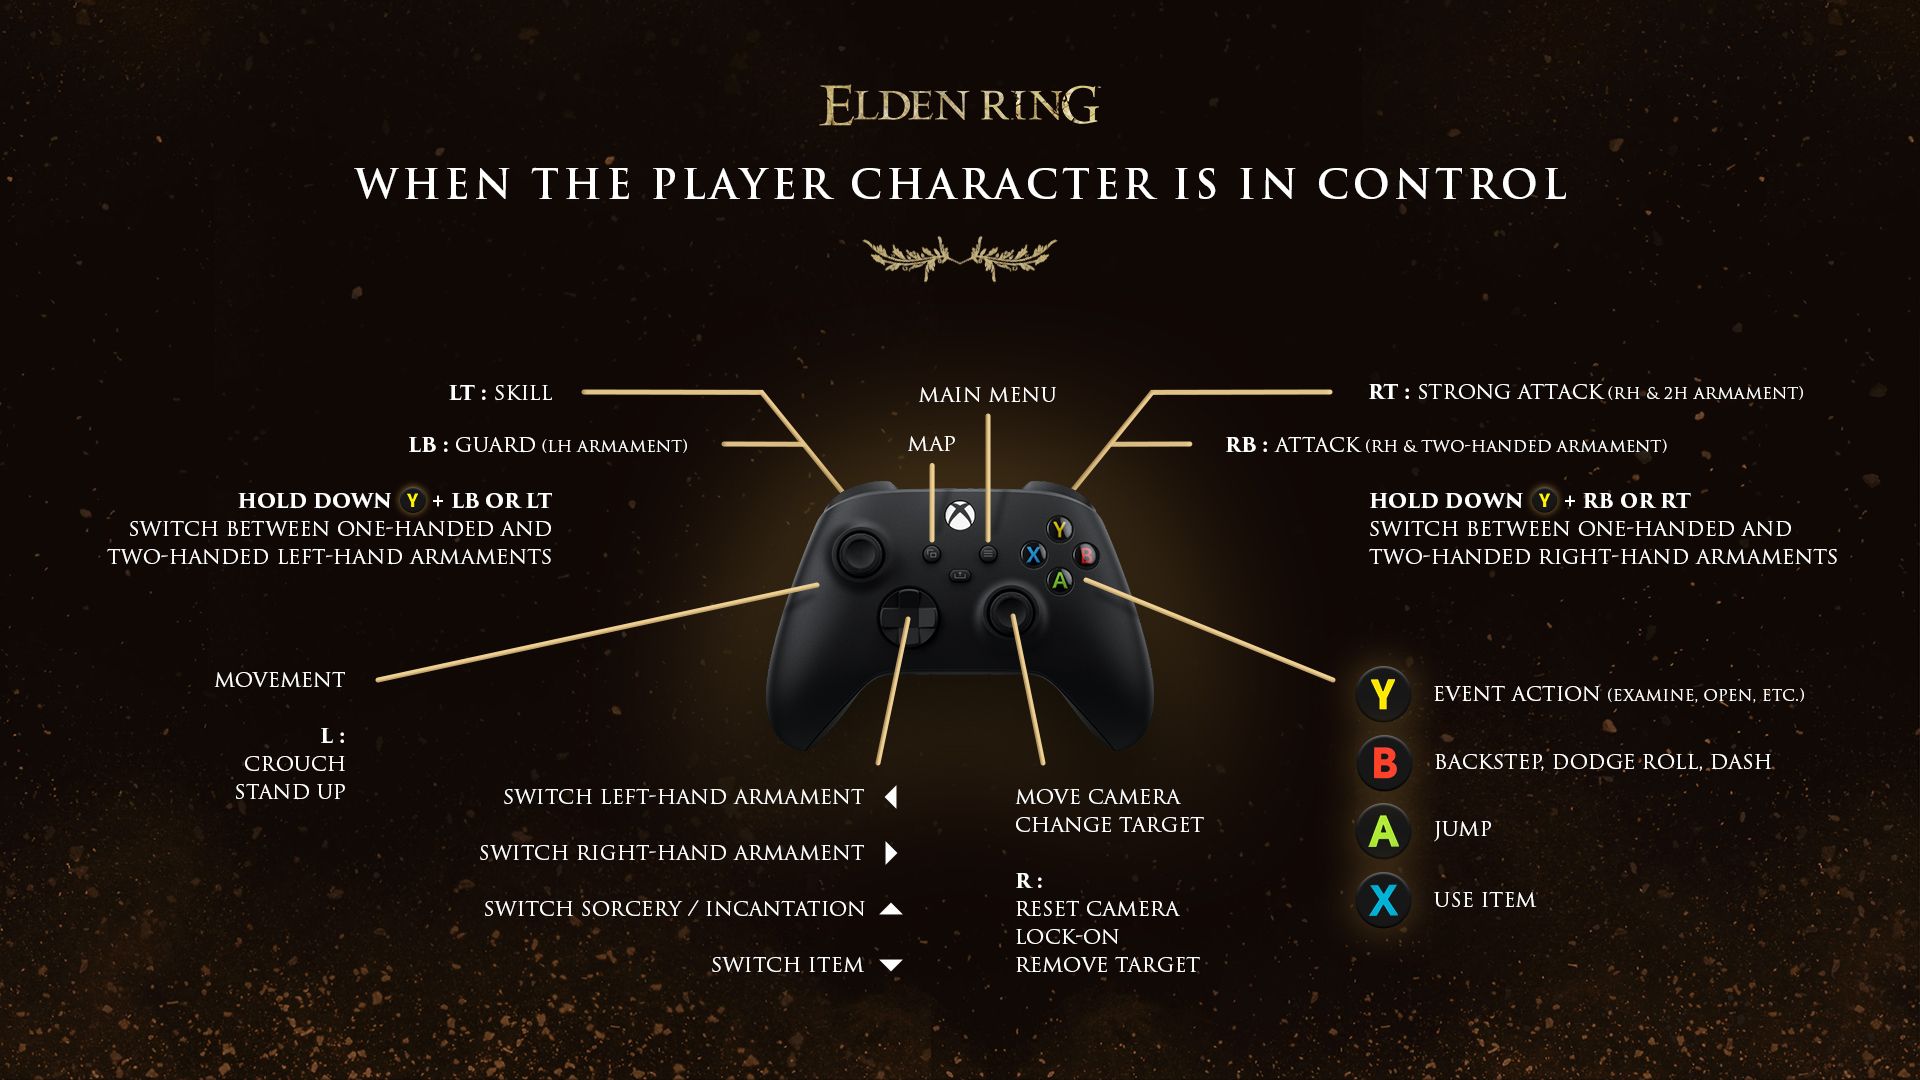 ELDEN RING
WHEN THE PLAYER CHARACTER IS IN CONTROL
LT : SKILL
LB : GUARD (LH ARMAMENT)
HOLD DOWN Y + LB OR LT
SWITCH BETWEEN ONE-HANDED AND
TWO-HANDED LEFT-HAND ARMAMENTS
MAIN MENU
MAP
RT : STRONG ATTACK (RH & 2H ARMAMENT)
RB : ATTACK (RH & TWO-HANDED ARMAMENT)
HOLD DOWN Y + RB OR RT
SWITCH BETWEEN ONE-HANDED AND
TWO-HANDED RIGHT-HAND ARMAMENTS
Y
X B
A
MOVEMENT
L :
CROUCH
STAND UP
SWITCH LEFT-HAND ARMAMENT
SWITCH RIGHT-HAND ARMAMENT
SWITCH SORCERY / INCANTATION
SWITCH ITEM
MOVE CAMERA
CHANGE TARGET
R :
RESET CAMERA
LOCK-ON
REMOVE TARGET
Y EVENT ACTION (EXAMINE, OPEN, ETC.)
B BACKSTEP, DODGE ROLL, DASH
A JUMP
X USE ITEM